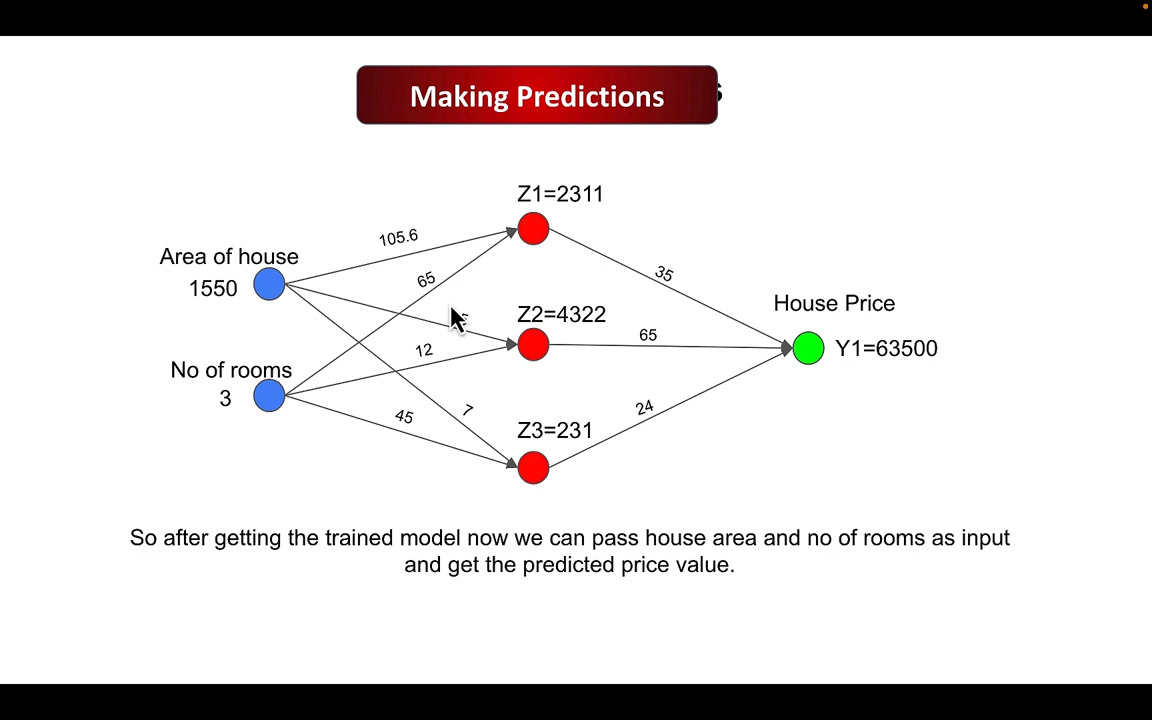 Making Predictions
Z1=2311
105.6
Area of house
1550
65
35
House Price
Z2=4322
65
Y1=63500
12
No of rooms
3
45
7
24
Z3=231
So after getting the trained model now we can pass house area and no of rooms as input
and get the predicted price value.